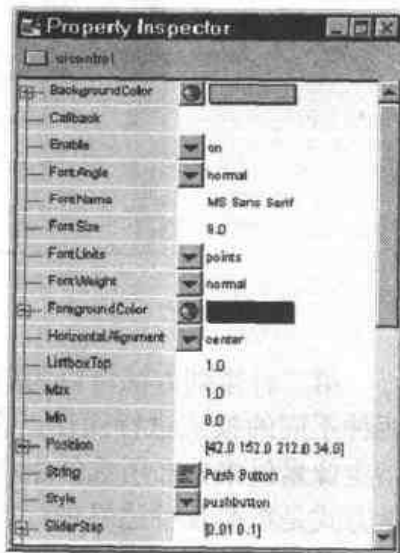 Property Inspector
uicontrol
BackgroundColor
Callback
Enable on
FontAngle normal
FontName MS Sans Serif
FontSize 8.0
FontUnits points
FontWeight normal
ForegroundColor
HorizontalAlignment center
ListboxTop 1.0
Max 1.0
Min 0.0
Position [42.0 152.0 212.0 34.0]
String Push Button
Style pushbutton
SliderStep [0.01 0.1]